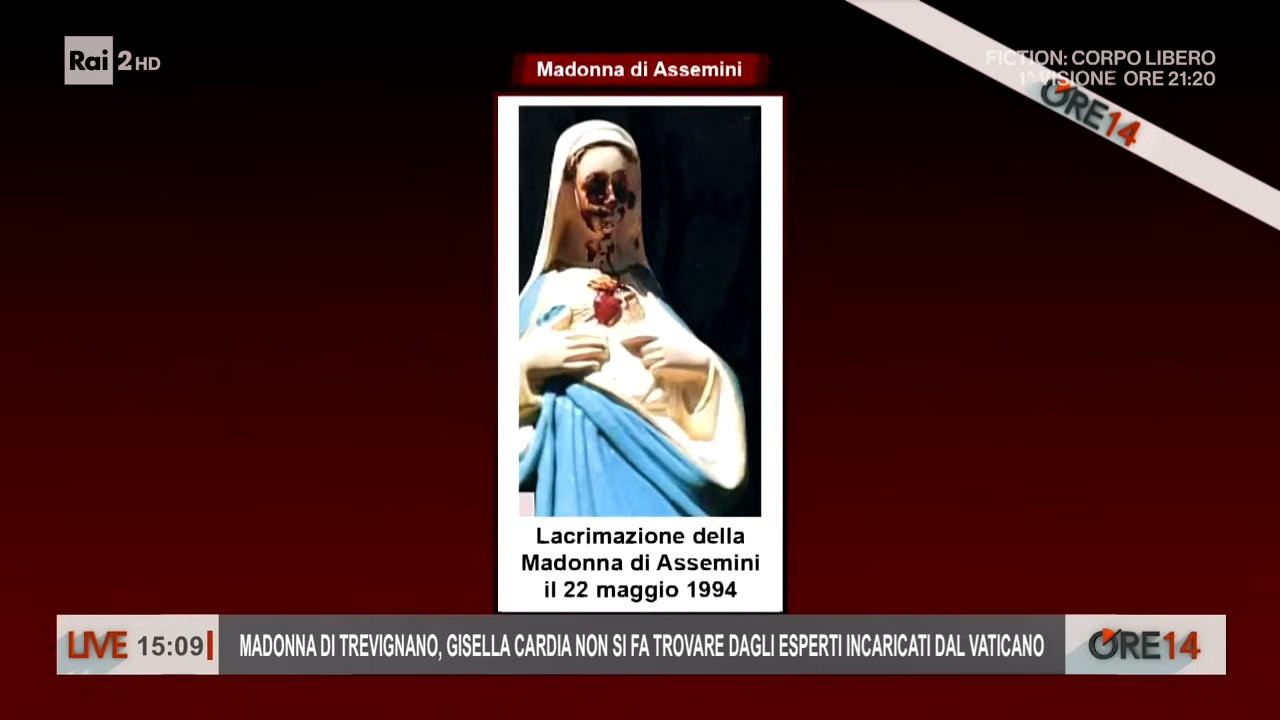 Rai 2 HD
FICTION: CORPO LIBERO
1ª VISIONE ORE 21:20
ORE14
Madonna di Assemini
Lacrimazione della
Madonna di Assemini
il 22 maggio 1994
LIVE 15:09
MADONNA DI TREVIGNANO, GISELLA CARDIA NON SI FA TROVARE DAGLI ESPERTI INCARICATI DAL VATICANO
ORE14